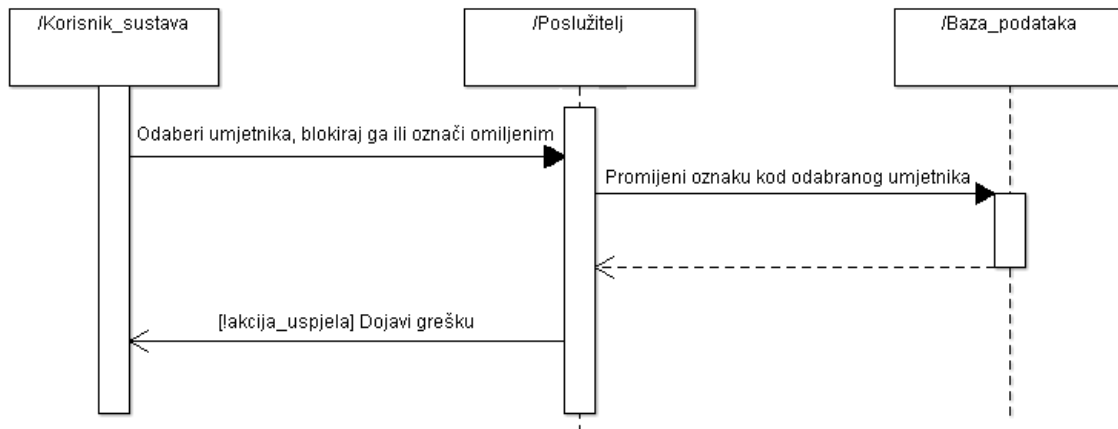 /Korisnik_sustava
/Poslužitelj
/Baza_podataka
Odaberi umjetnika, blokiraj ga ili označi omiljenim
Promijeni oznaku kod odabranog umjetnika
[!akcija_uspjela] Dojavi grešku